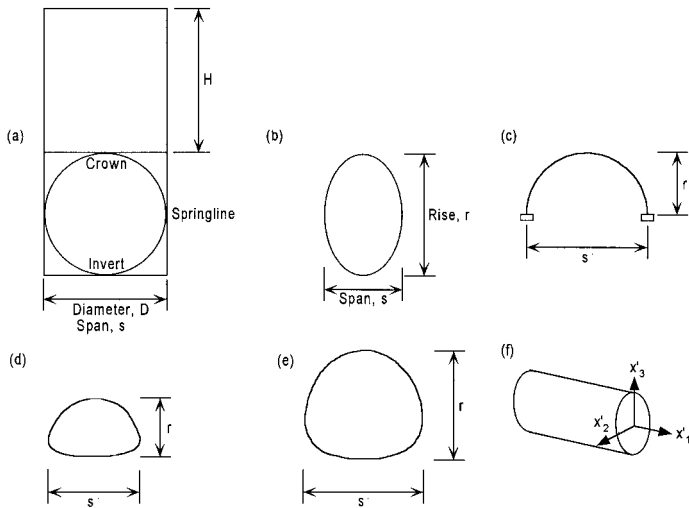 (a)
H
Crown
Springline
Invert
Diameter, D
Span, s
(b)
Rise, r
Span, s
(c)
r
s
(d)
r
s
(e)
r
s
(f)
x'3
x'2
x'1